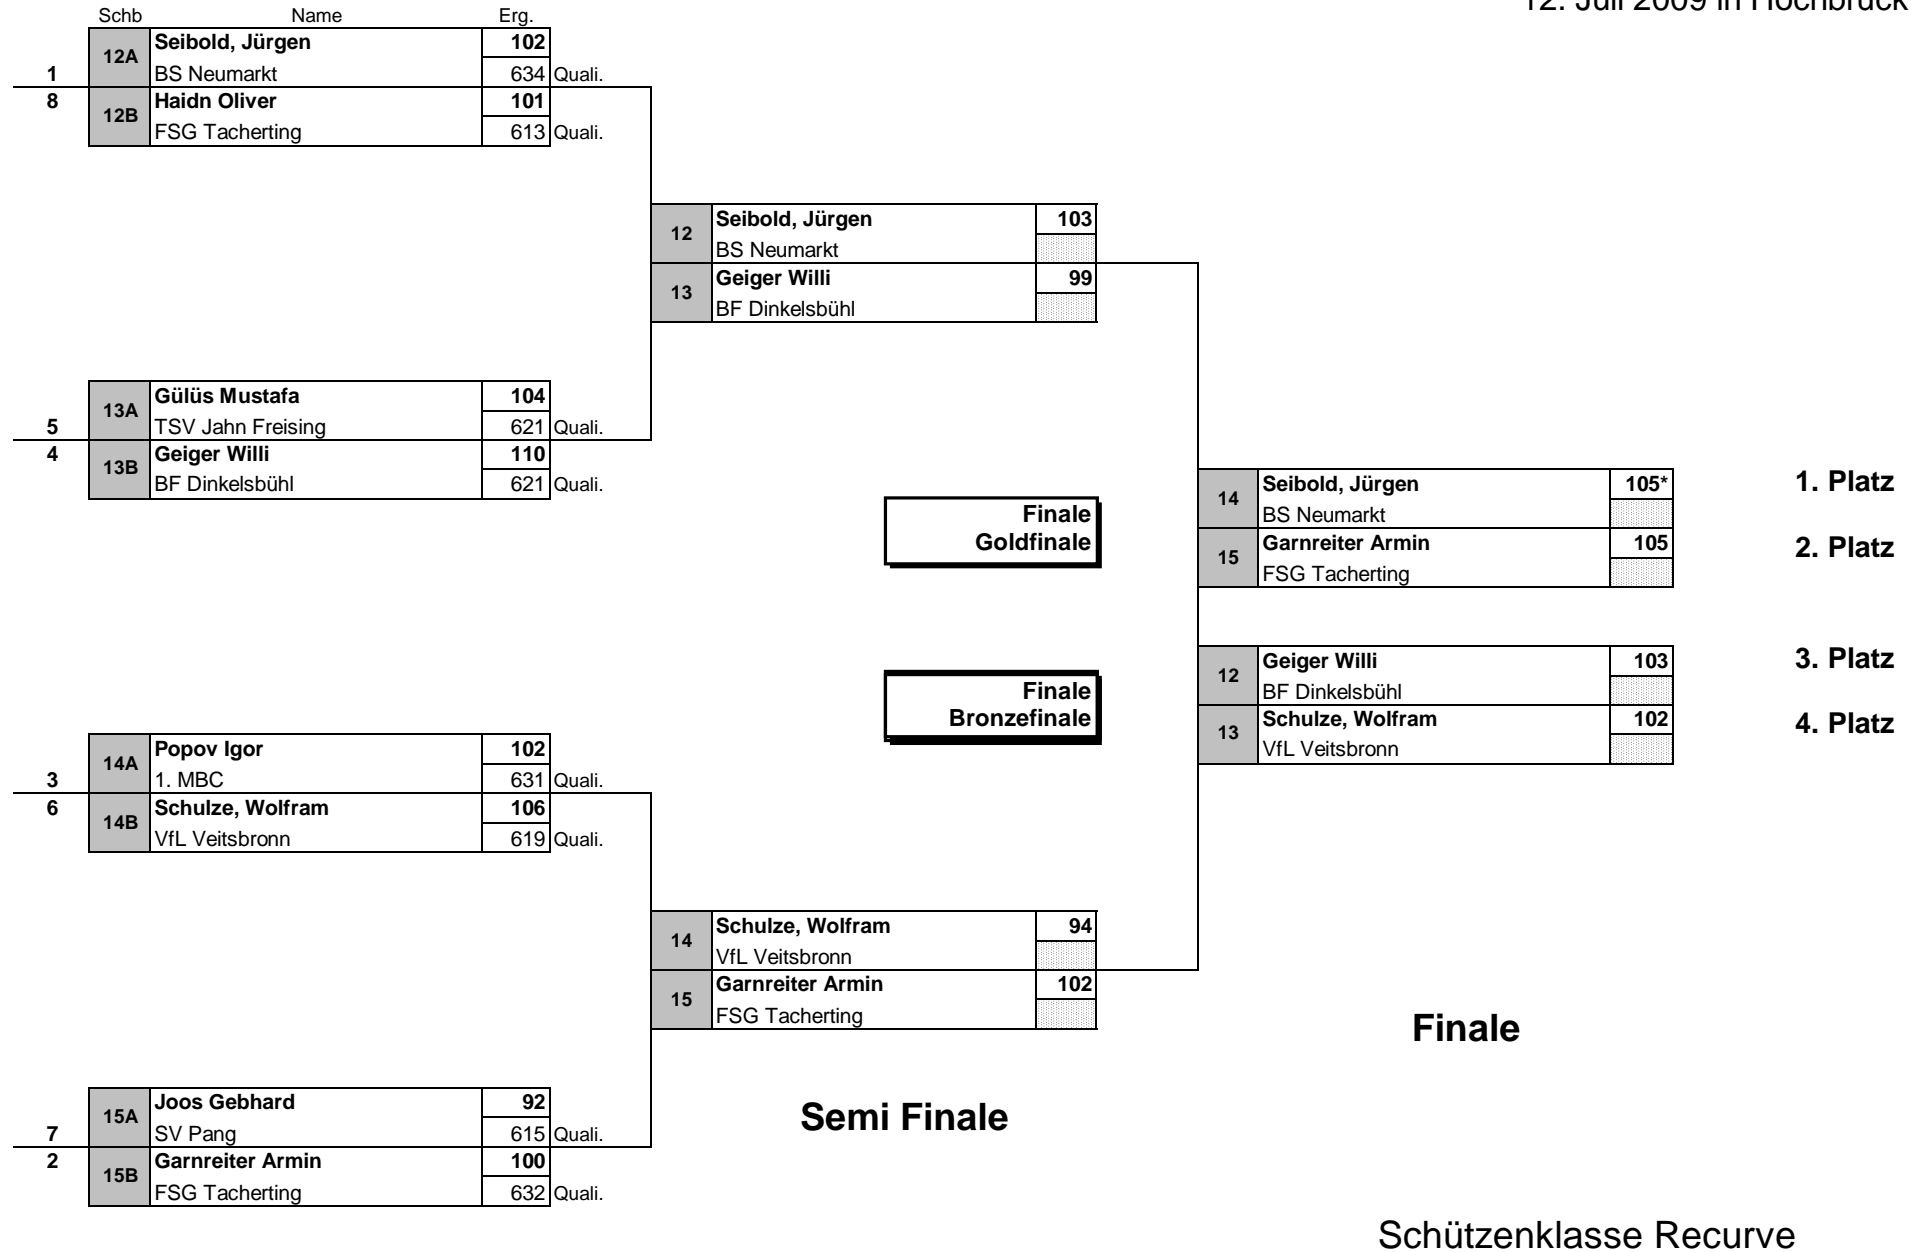 12. Juli 2009 in Hochbrück
Schb Name Erg.
12A Seibold, Jürgen 102
1 BS Neumarkt 634 Quali.
8 12B Haidn Oliver 101
FSG Tacherting 613 Quali.
12 Seibold, Jürgen 103
BS Neumarkt
13 Geiger Willi 99
BF Dinkelsbühl
13A Gülüs Mustafa 104
5 TSV Jahn Freising 621 Quali.
4 13B Geiger Willi 110
BF Dinkelsbühl 621 Quali.
14 Seibold, Jürgen 105* 1. Platz
BS Neumarkt
Finale
Goldfinale
15 Garnreiter Armin 105 2. Platz
FSG Tacherting
12 Geiger Willi 103 3. Platz
BF Dinkelsbühl
Finale
Bronzefinale
13 Schulze, Wolfram 102 4. Platz
VfL Veitsbronn
14A Popov Igor 102
3 1. MBC 631 Quali.
6 14B Schulze, Wolfram 106
VfL Veitsbronn 619 Quali.
14 Schulze, Wolfram 94
VfL Veitsbronn
15 Garnreiter Armin 102
FSG Tacherting
Finale
15A Joos Gebhard 92
Semi Finale
7 SV Pang 615 Quali.
2 15B Garnreiter Armin 100
FSG Tacherting 632 Quali.
Schützenklasse Recurve